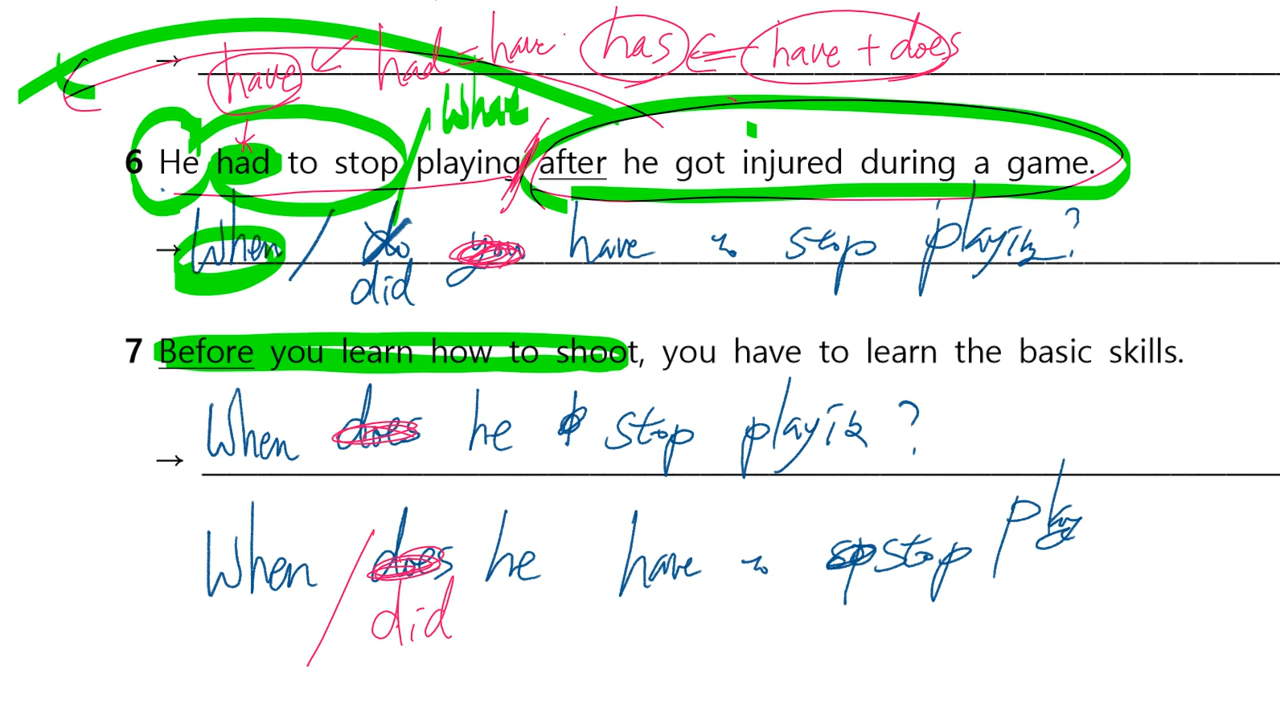 → have ← had = have has ⇐ have + does
What
6 He had to stop playing after he got injured during a game.
→ When / do you have to stop playing?
did
7 Before you learn how to shoot, you have to learn the basic skills.
→ When does he stop playing?
When / does he have to stop play
did